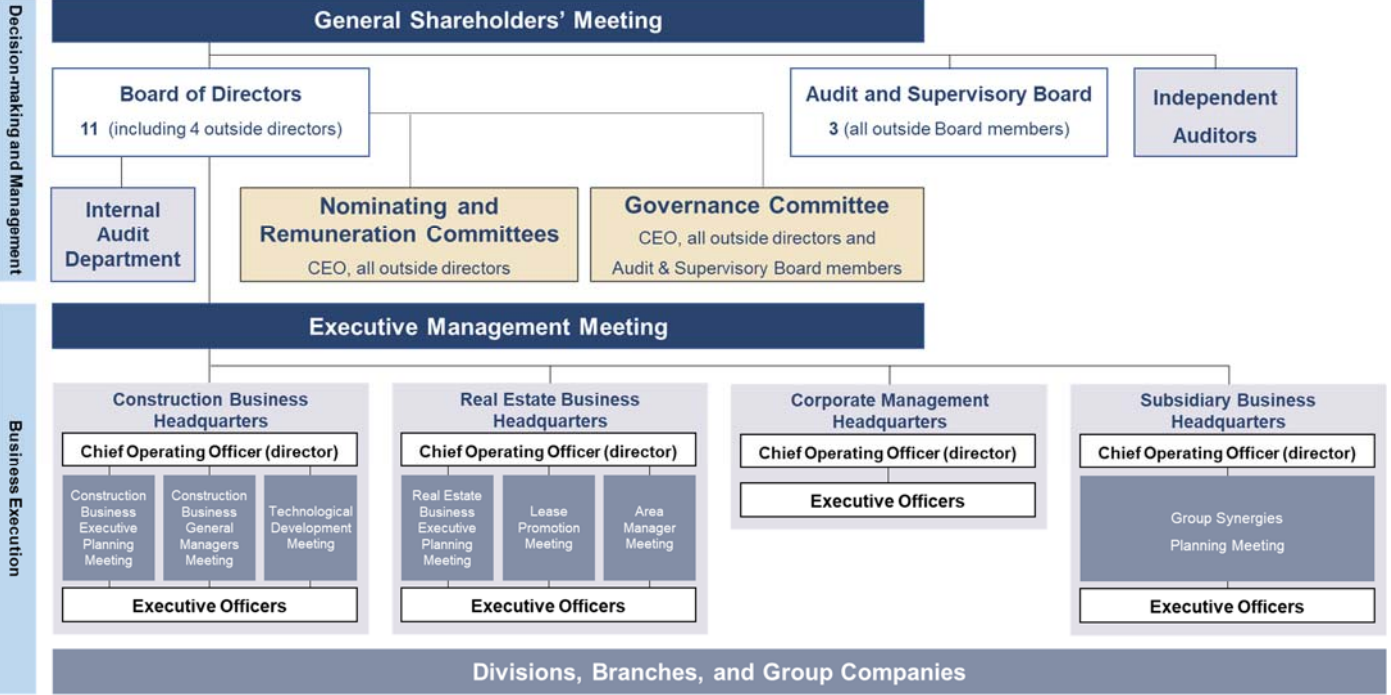 Decision-making and Management
General Shareholders’ Meeting
Board of Directors
11 (including 4 outside directors)
Audit and Supervisory Board
3 (all outside Board members)
Independent
Auditors
Internal
Audit
Department
Nominating and
Remuneration Committees
CEO, all outside directors
Governance Committee
CEO, all outside directors and
Audit & Supervisory Board members
Business Execution
Executive Management Meeting
Construction Business
Headquarters
Chief Operating Officer (director)
Construction
Business
Executive
Planning
Meeting
Construction
Business
General
Managers
Meeting
Technological
Development
Meeting
Executive Officers
Real Estate Business
Headquarters
Chief Operating Officer (director)
Real Estate
Business
Executive
Planning
Meeting
Lease
Promotion
Meeting
Area
Manager
Meeting
Executive Officers
Corporate Management
Headquarters
Chief Operating Officer (director)
Executive Officers
Subsidiary Business
Headquarters
Chief Operating Officer (director)
Group Synergies
Planning Meeting
Executive Officers
Divisions, Branches, and Group Companies